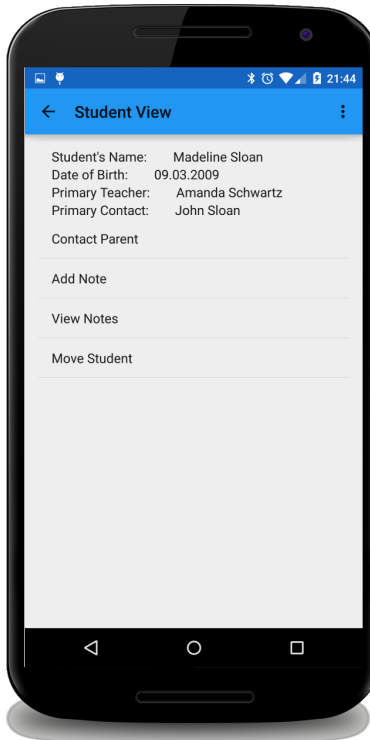 21:44
Student View
Student's Name: Madeline Sloan
Date of Birth: 09.03.2009
Primary Teacher: Amanda Schwartz
Primary Contact: John Sloan
Contact Parent
Add Note
View Notes
Move Student